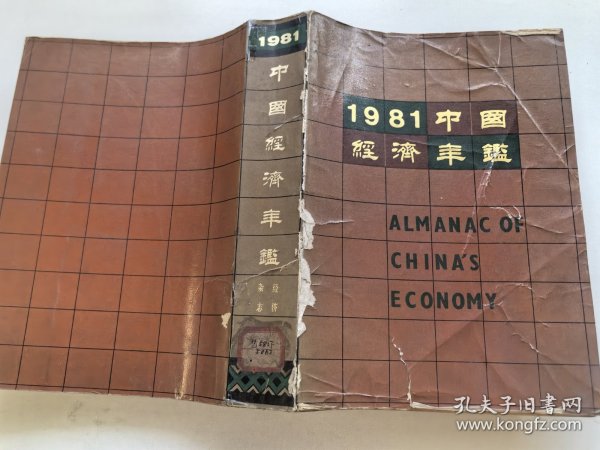 1981
中
國
經
濟
年
鑑
1981中國
經濟年鑑
ALMANAC OF
CHINA'S
ECONOMY
孔夫子旧书网
www.kongfz.com